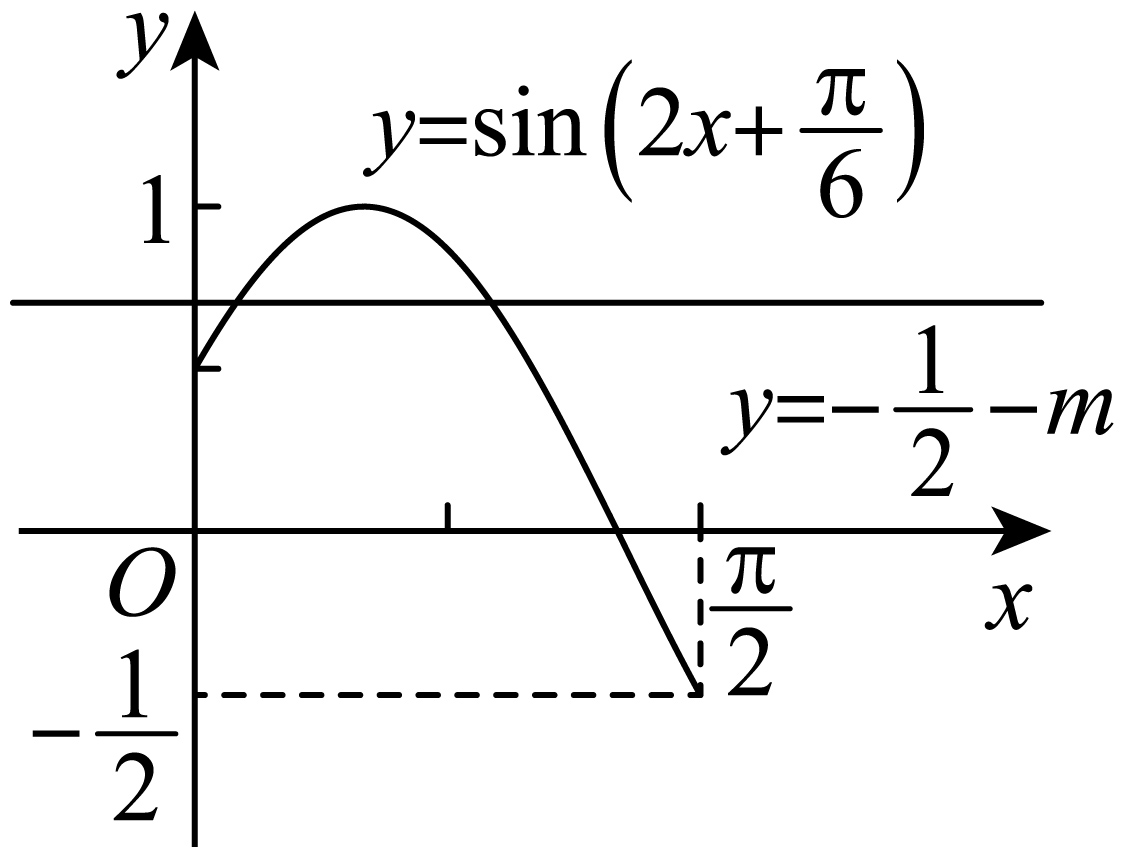 y
y=sin(2x+π/6)
1
y=-1/2-m
O
π/2
x
-1/2